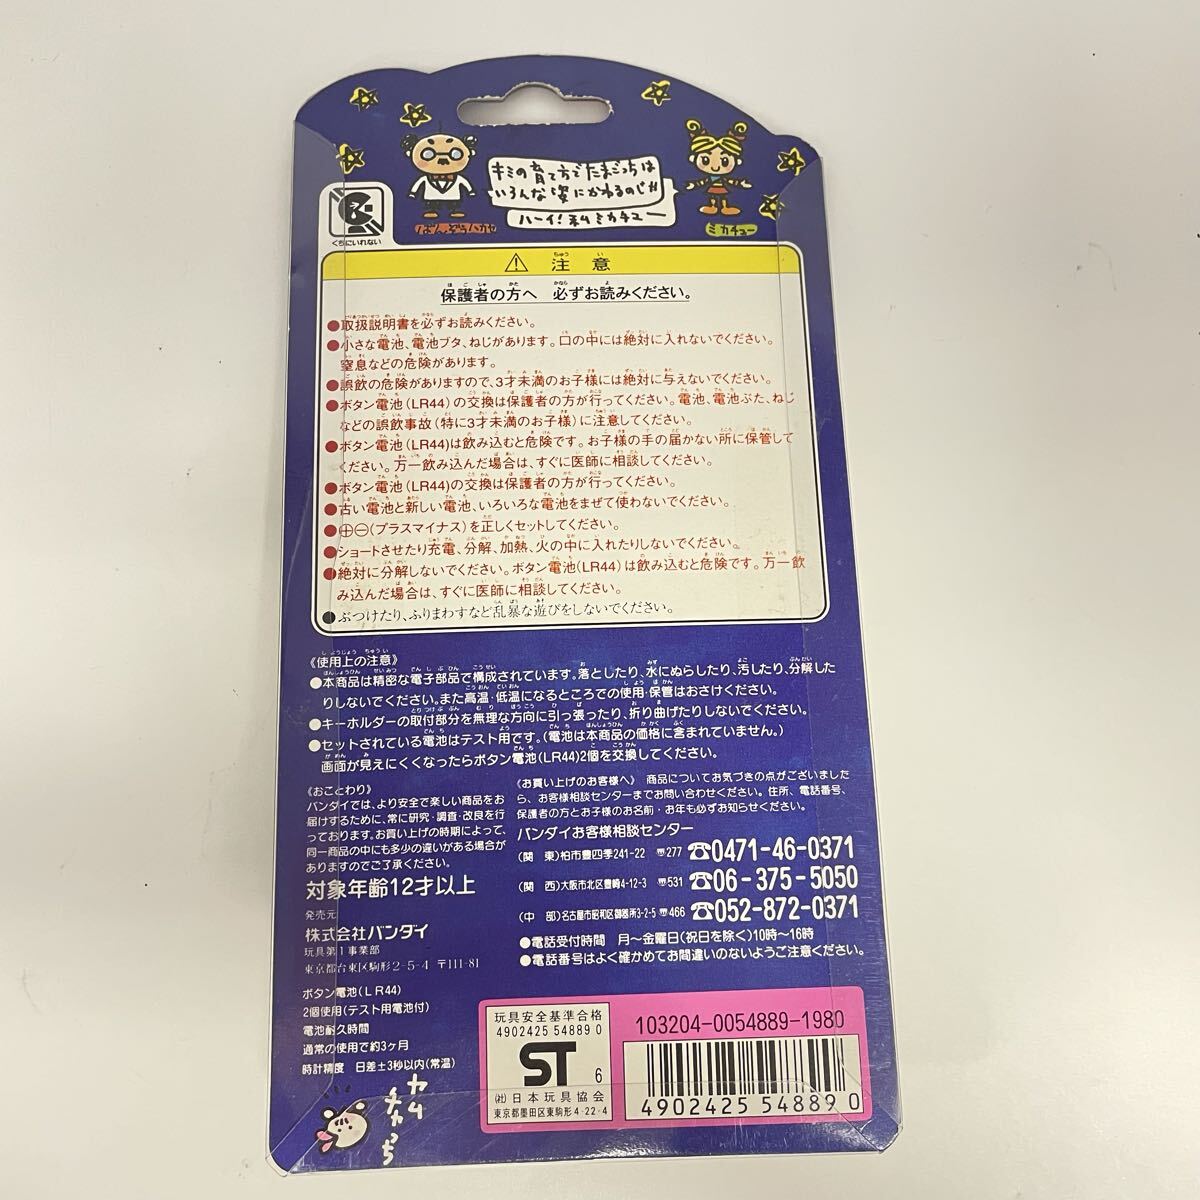 キミの育て方でたまごっちは
いろんな姿にかわるのじゃ
ハーイ!私ミカチュー
ばんぞうハカセ
ミカチュー
くちにいれない
⚠ 注意
保護者の方へ 必ずお読みください。
●取扱説明書を必ずお読みください。
●小さな電池、電池ブタ、ねじがあります。口の中には絶対に入れないでください。
窒息などの危険があります。
●誤飲の危険がありますので、3才未満のお子様には絶対に与えないでください。
●ボタン電池(LR44)の交換は保護者の方が行ってください。電池、電池ぶた、ねじ
などの誤飲事故(特に3才未満のお子様)に注意してください。
●ボタン電池(LR44)は飲み込むと危険です。お子様の手の届かない所に保管して
ください。万一飲み込んだ場合は、すぐに医師に相談してください。
●ボタン電池(LR44)の交換は保護者の方が行ってください。
●古い電池と新しい電池、いろいろな電池をまぜて使わないでください。
●⊕⊖(プラスマイナス)を正しくセットしてください。
●ショートさせたり充電、分解、加熱、火の中に入れたりしないでください。
●絶対に分解しないでください。ボタン電池(LR44)は飲み込むと危険です。万一飲
み込んだ場合は、すぐに医師に相談してください。
●ぶつけたり、ふりまわすなど乱暴な遊びをしないでください。
《使用上の注意》
●本商品は精密な電子部品で構成されています。落としたり、水にぬらしたり、汚したり、分解した
りしないでください。また高温・低温になるところでの使用・保管はおさけください。
●キーホルダーの取付部分を無理な方向に引っ張ったり、折り曲げたりしないでください。
●セットされている電池はテスト用です。(電池は本商品の価格に含まれていません。)
画面が見えにくくなったらボタン電池(LR44)2個を交換してください。
《おことわり》
バンダイでは、より安全で楽しい商品をお
届けするために、常に研究・調査・改良を行
っております。お買い上げの時期によって、
同一商品の中にも多少の違いがある場合が
ありますのでご了承ください。
対象年齢12才以上
発売元
株式会社バンダイ
玩具第1事業部
東京都台東区駒形2-5-4 〒111-81
ボタン電池(LR44)
2個使用(テスト用電池付)
電池耐久時間
通常の使用で約3ヶ月
時計精度 日差±3秒以内(常温)
《お買い上げのお客様へ》 商品についてお気づきの点がございました
ら、お客様相談センターまでお問い合わせください。住所、電話番号、
保護者の方とお子様のお名前・お年も必ずお知らせください。
バンダイお客様相談センター
(関 東)柏市豊四季241-22 〒277 ☎0471-46-0371
(関 西)大阪市北区豊崎4-12-3 〒531 ☎06-375-5050
(中 部)名古屋市昭和区御器所3-2-5 〒466 ☎052-872-0371
●電話受付時間 月〜金曜日(祝日を除く)10時〜16時
●電話番号はよく確かめてお間違いのないようご注意ください。
玩具安全基準合格
4902425 54889 0
ST 6
(社)日本玩具協会
東京都墨田区東駒形4-22-4
103204-0054889-1980
4902425 548890